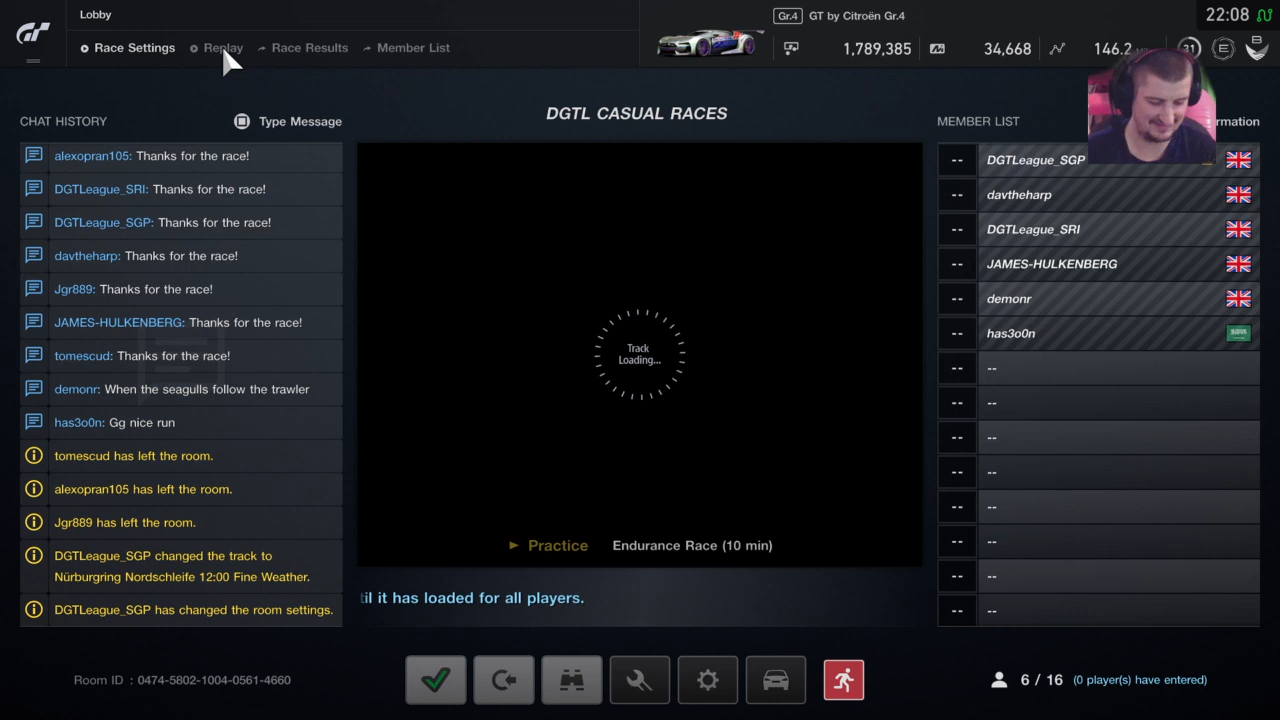 Lobby
Race Settings
Replay
Race Results
Member List
Gr.4
GT by Citroën Gr.4
1,789,385
34,668
146.2
31
E
B
22:08
CHAT HISTORY
Type Message
DGTL CASUAL RACES
MEMBER LIST
rmation
alexopran105: Thanks for the race!
DGTLeague_SRI: Thanks for the race!
DGTLeague_SGP: Thanks for the race!
davtheharp: Thanks for the race!
Jgr889: Thanks for the race!
JAMES-HULKENBERG: Thanks for the race!
tomescud: Thanks for the race!
demonr: When the seagulls follow the trawler
has3o0n: Gg nice run
tomescud has left the room.
alexopran105 has left the room.
Jgr889 has left the room.
DGTLeague_SGP changed the track to
Nürburgring Nordschleife 12:00 Fine Weather.
DGTLeague_SGP has changed the room settings.
Track
Loading...
Practice
Endurance Race (10 min)
til it has loaded for all players.
-- DGTLeague_SGP
-- davtheharp
-- DGTLeague_SRI
-- JAMES-HULKENBERG
-- demonr
-- has3o0n
-- --
-- --
-- --
-- --
-- --
-- --
-- --
-- --
Room ID : 0474-5802-1004-0561-4660
6 / 16
(0 player(s) have entered)